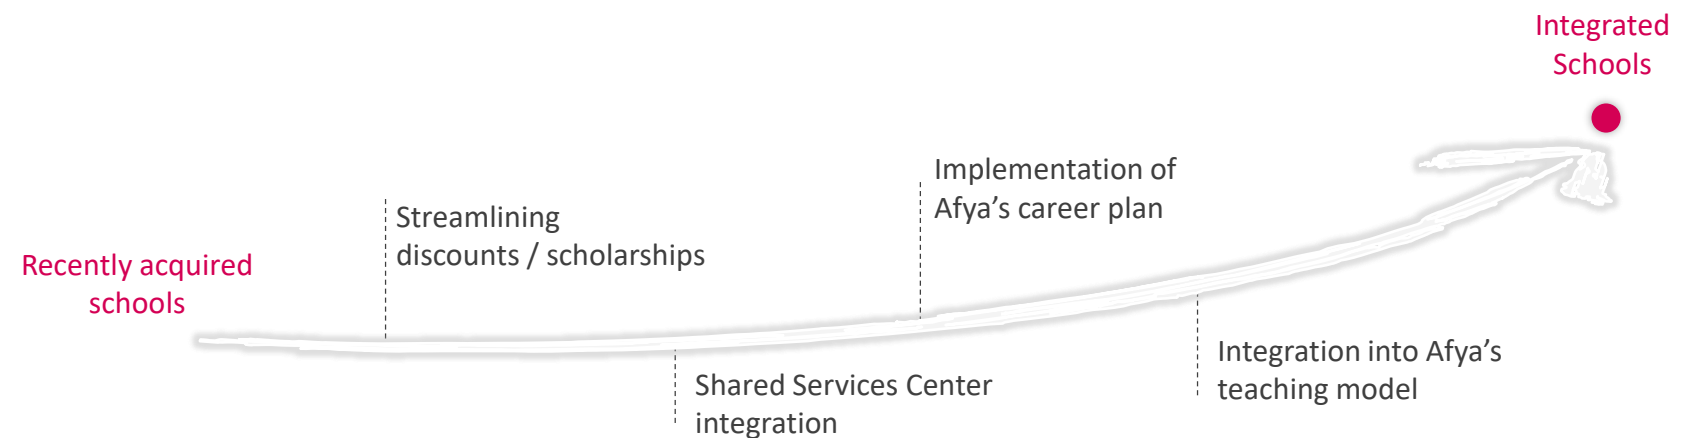 Recently acquired
schools
Streamlining
discounts / scholarships
Shared Services Center
integration
Implementation of
Afya’s career plan
Integration into Afya’s
teaching model
Integrated
Schools